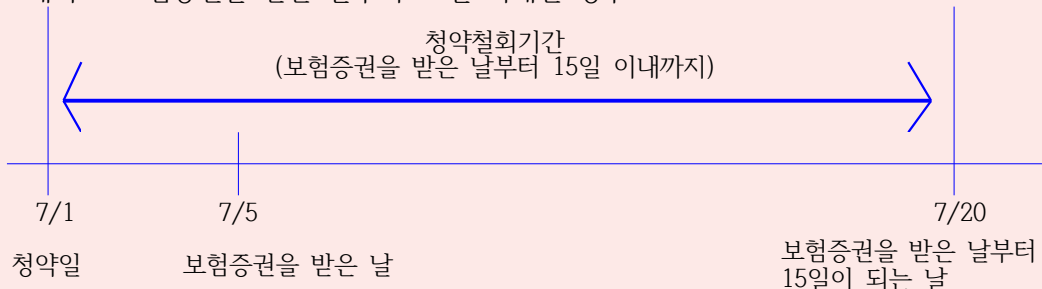 청약철회기간
(보험증권을 받은 날부터 15일 이내까지)
7/1
7/5
7/20
청약일
보험증권을 받은 날
보험증권을 받은 날부터
15일이 되는 날